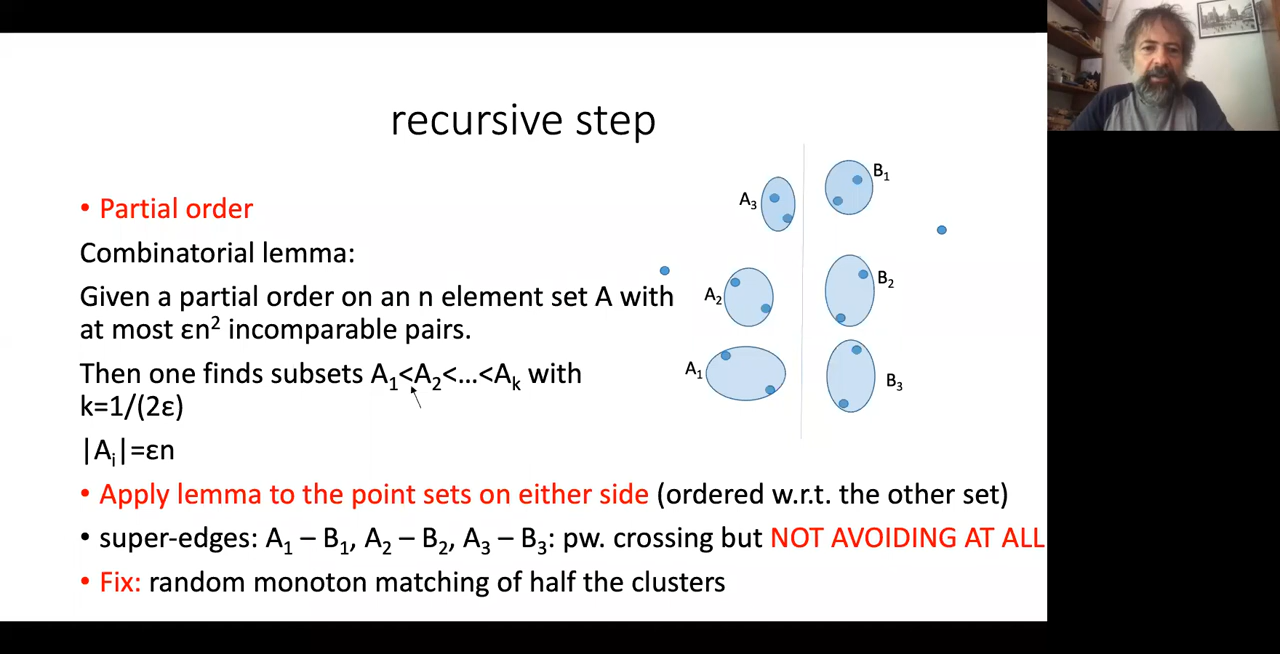 recursive step
• Partial order
Combinatorial lemma:
Given a partial order on an n element set A with
at most εn² incomparable pairs.
Then one finds subsets A₁<A₂<...<Aₖ with
k=1/(2ε)
|Aᵢ|=εn
• Apply lemma to the point sets on either side (ordered w.r.t. the other set)
• super-edges: A₁ – B₁, A₂ – B₂, A₃ – B₃: pw. crossing but NOT AVOIDING AT ALL
• Fix: random monoton matching of half the clusters
A₃
B₁
A₂
B₂
A₁
B₃